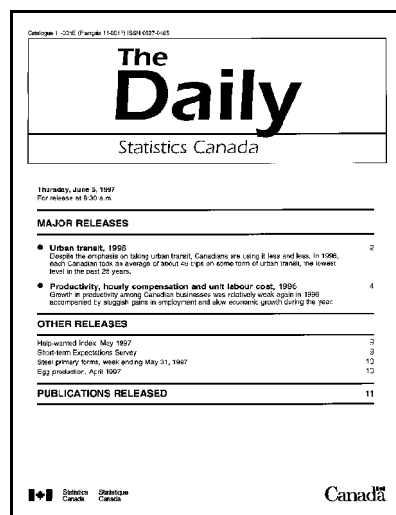 Catalogue 11-001E (Français 11-001F) ISSN 0827-0465
The
Daily
Statistics Canada
Thursday, June 5, 1997
For release at 8:30 a.m.
MAJOR RELEASES
● Urban transit, 1996 2
Despite the emphasis on taking urban transit, Canadians are using it less and less. In 1996,
each Canadian took an average of about 48 trips on some form of urban transit, the lowest
level in the past 25 years.
● Productivity, hourly compensation and unit labour cost, 1996 4
Growth in productivity among Canadian businesses was relatively weak again in 1996
accompanied by sluggish gains in employment and slow economic growth during the year.
OTHER RELEASES
Help-wanted index, May 1997 9
Short-term Expectations Survey 9
Steel primary forms, week ending May 31, 1997 10
Egg production, April 1997 10
PUBLICATIONS RELEASED 11
Statistics Statistique
Canada Canada
Canada